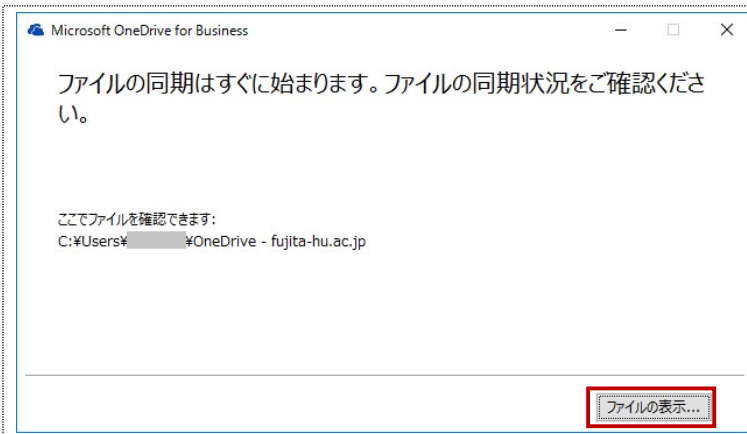 Microsoft OneDrive for Business
ファイルの同期はすぐに始まります。ファイルの同期状況をご確認くださ
い。
ここでファイルを確認できます:
C:¥Users¥ ¥OneDrive - fujita-hu.ac.jp
ファイルの表示...